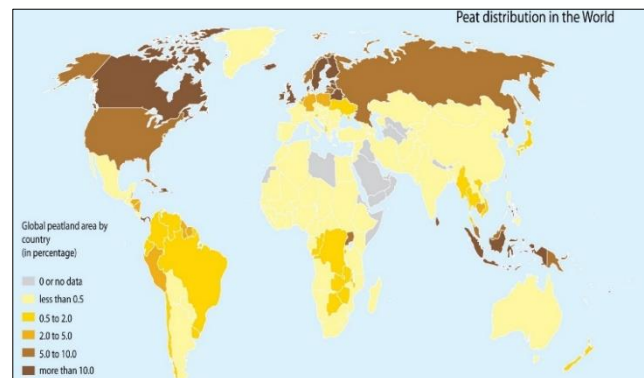 Peat distribution in the World
Global peatland area by
country
(in percentage)
0 or no data
less than 0.5
0.5 to 2.0
2.0 to 5.0
5.0 to 10.0
more than 10.0